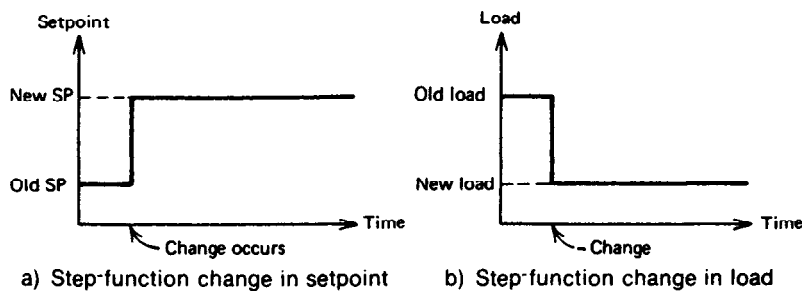 Setpoint
New SP
Old SP
Time
Change occurs
a) Step-function change in setpoint
Load
Old load
New load
Time
Change
b) Step-function change in load